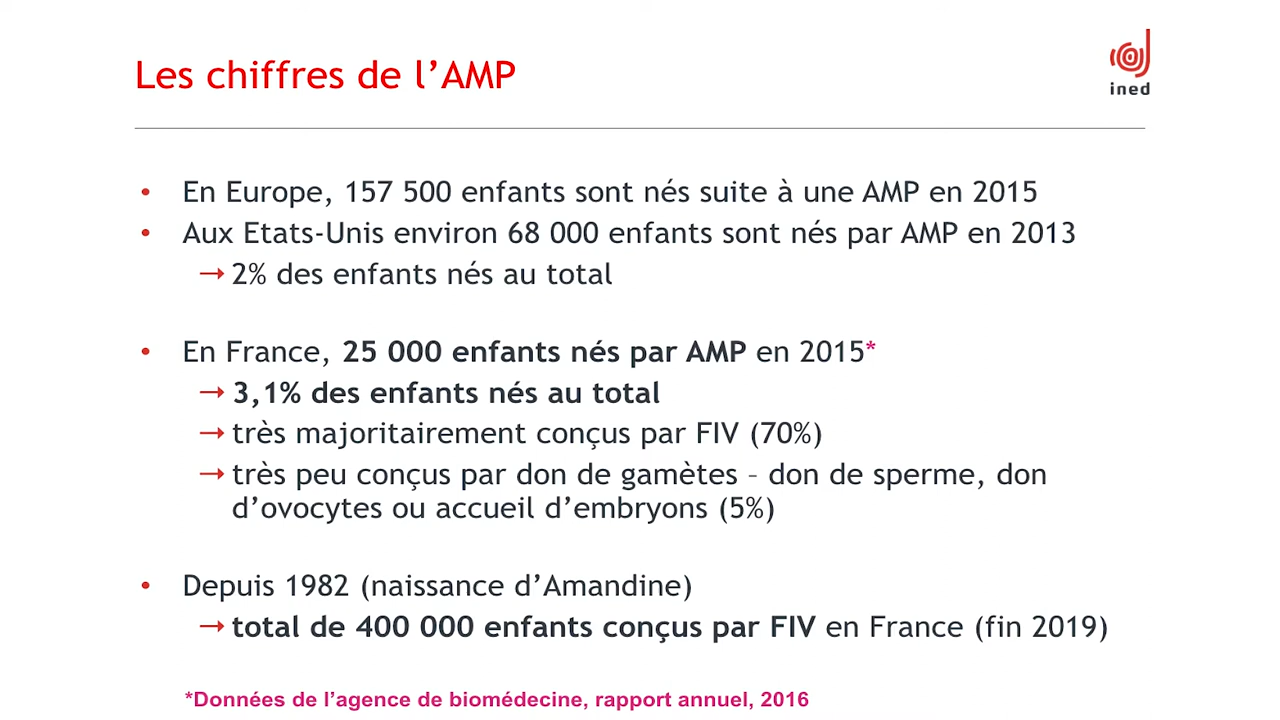 Les chiffres de l’AMP
ined
• En Europe, 157 500 enfants sont nés suite à une AMP en 2015
• Aux Etats-Unis environ 68 000 enfants sont nés par AMP en 2013
→ 2% des enfants nés au total
• En France, 25 000 enfants nés par AMP en 2015*
→ 3,1% des enfants nés au total
→ très majoritairement conçus par FIV (70%)
→ très peu conçus par don de gamètes – don de sperme, don
d’ovocytes ou accueil d’embryons (5%)
• Depuis 1982 (naissance d’Amandine)
→ total de 400 000 enfants conçus par FIV en France (fin 2019)
*Données de l’agence de biomédecine, rapport annuel, 2016